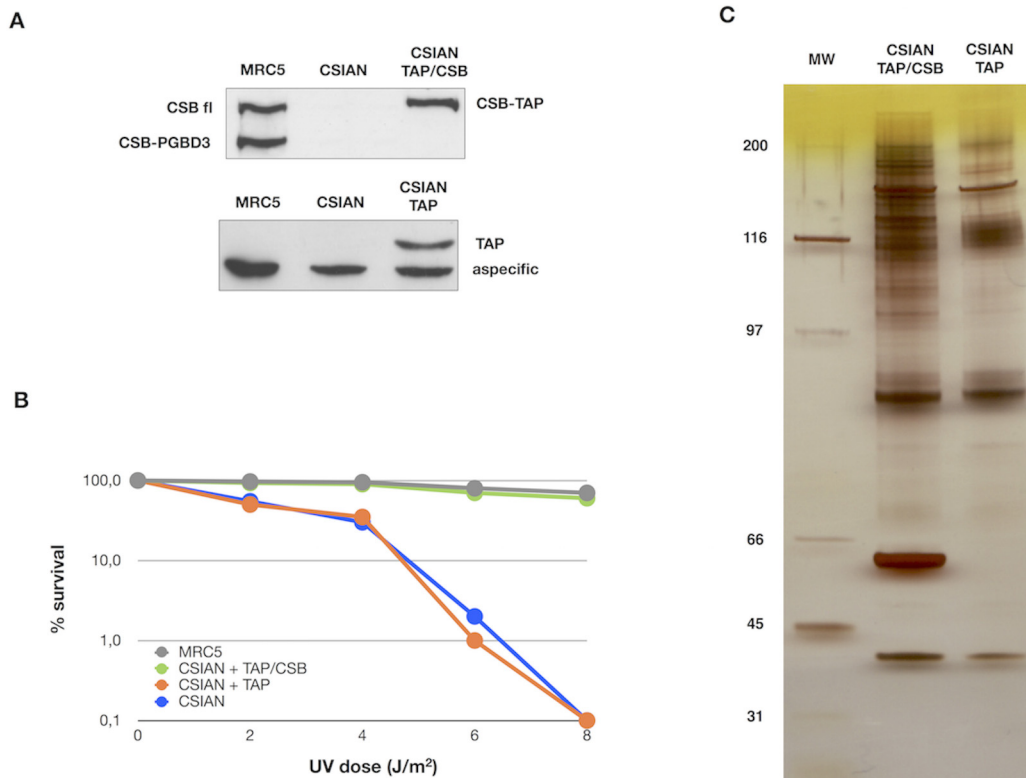 A
MRC5 CSIAN CSIAN TAP/CSB
CSB fl CSB-TAP
CSB-PGBD3
MRC5 CSIAN CSIAN TAP
TAP
aspecific
B
% survival
100,0
10,0
1,0
0,1
MRC5
CSIAN + TAP/CSB
CSIAN + TAP
CSIAN
0 2 4 6 8
UV dose (J/m²)
C
MW CSIAN TAP/CSB CSIAN TAP
200
116
97
66
45
31